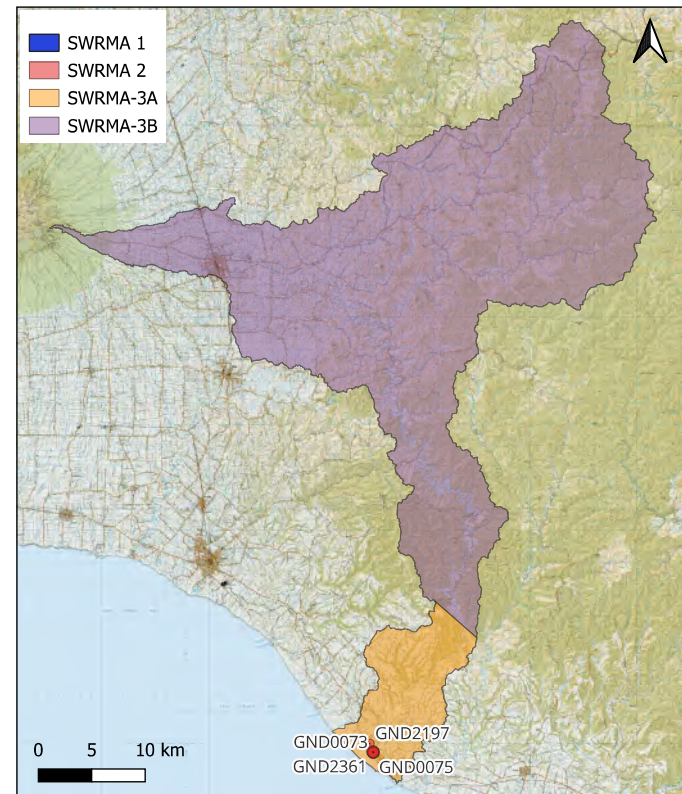 SWRMA 1
SWRMA 2
SWRMA-3A
SWRMA-3B
GND2197
GND0073
GND2361 GND0075
0 5 10 km